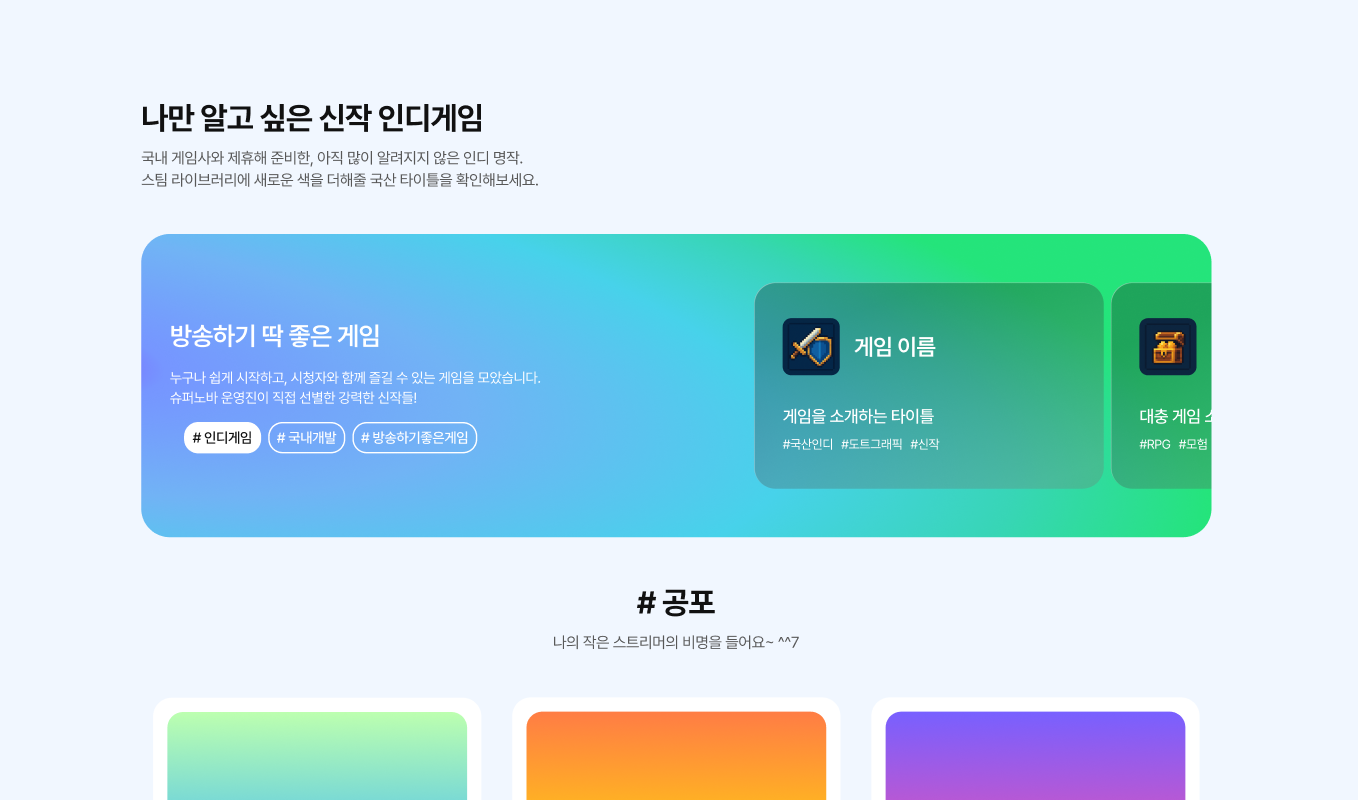 나만 알고 싶은 신작 인디게임
국내 게임사와 제휴해 준비한, 아직 많이 알려지지 않은 인디 명작.
스팀 라이브러리에 새로운 색을 더해줄 국산 타이틀을 확인해보세요.
방송하기 딱 좋은 게임
누구나 쉽게 시작하고, 시청자와 함께 즐길 수 있는 게임을 모았습니다.
슈퍼노바 운영진이 직접 선별한 강력한 신작들!
# 인디게임 # 국내개발 # 방송하기좋은게임
게임 이름
게임을 소개하는 타이틀
#국산인디 #도트그래픽 #신작
대충 게임
#RPG #모험
# 공포
나의 작은 스트리머의 비명을 들어요~ ^^7